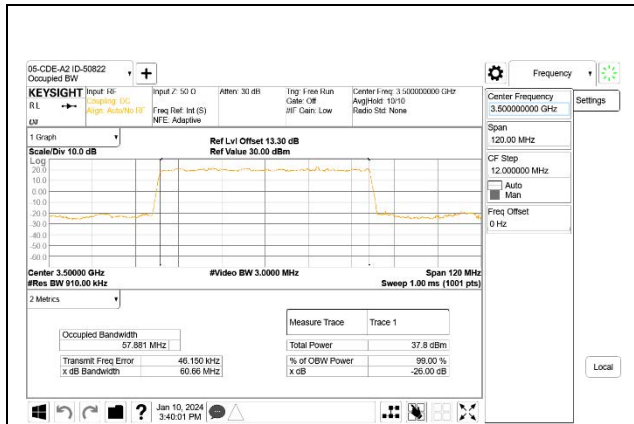 05-CDE-A2 ID-50822
Occupied BW
Frequency
KEYSIGHT
RL
Input: RF
Coupling: DC
Align: Auto/No RF
Input Z: 50 Ω
Freq Ref: Int (S)
NFE: Adaptive
Atten: 30 dB
Trig: Free Run
Gate: Off
#IF Gain: Low
Center Freq: 3.500000000 GHz
Avg|Hold: 10/10
Radio Std: None
Center Frequency
3.500000000 GHz
Settings
Span
120.00 MHz
CF Step
12.000000 MHz
Auto
Man
Freq Offset
0 Hz
1 Graph
Scale/Div 10.0 dB
Ref Lvl Offset 13.30 dB
Ref Value 30.00 dBm
Log
20.0
10.0
0.00
-10.0
-20.0
-30.0
-40.0
-50.0
-60.0
Center 3.50000 GHz
#Video BW 3.0000 MHz
Span 120 MHz
#Res BW 910.00 kHz
Sweep 1.00 ms (1001 pts)
2 Metrics
Measure Trace
Trace 1
Occupied Bandwidth
57.881 MHz
Total Power
37.8 dBm
Transmit Freq Error
46.150 kHz
% of OBW Power
99.00 %
x dB Bandwidth
60.66 MHz
x dB
-26.00 dB
Local
Jan 10, 2024
3:40:01 PM